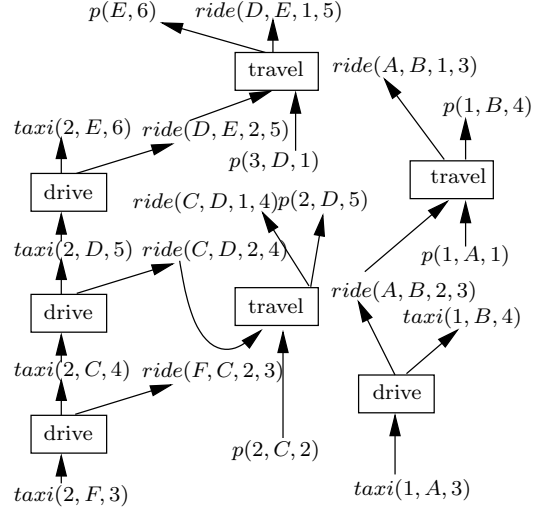 p(E, 6) ride(D, E, 1, 5)
travel
ride(A, B, 1, 3)
p(1, B, 4)
taxi(2, E, 6) ride(D, E, 2, 5)
p(3, D, 1)
travel
drive
ride(C, D, 1, 4) p(2, D, 5)
taxi(2, D, 5) ride(C, D, 2, 4)
p(1, A, 1)
ride(A, B, 2, 3)
drive
travel
taxi(1, B, 4)
taxi(2, C, 4) ride(F, C, 2, 3)
drive
drive
p(2, C, 2)
taxi(2, F, 3)
taxi(1, A, 3)